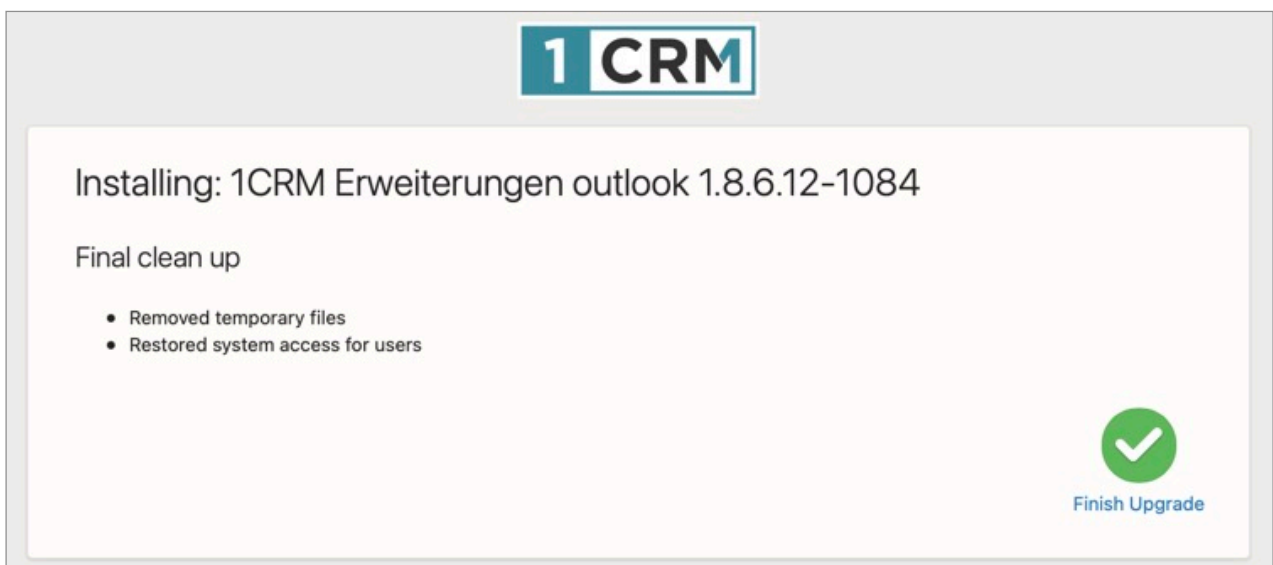 1 CRM
Installing: 1CRM Erweiterungen outlook 1.8.6.12-1084
Final clean up
• Removed temporary files
• Restored system access for users
Finish Upgrade